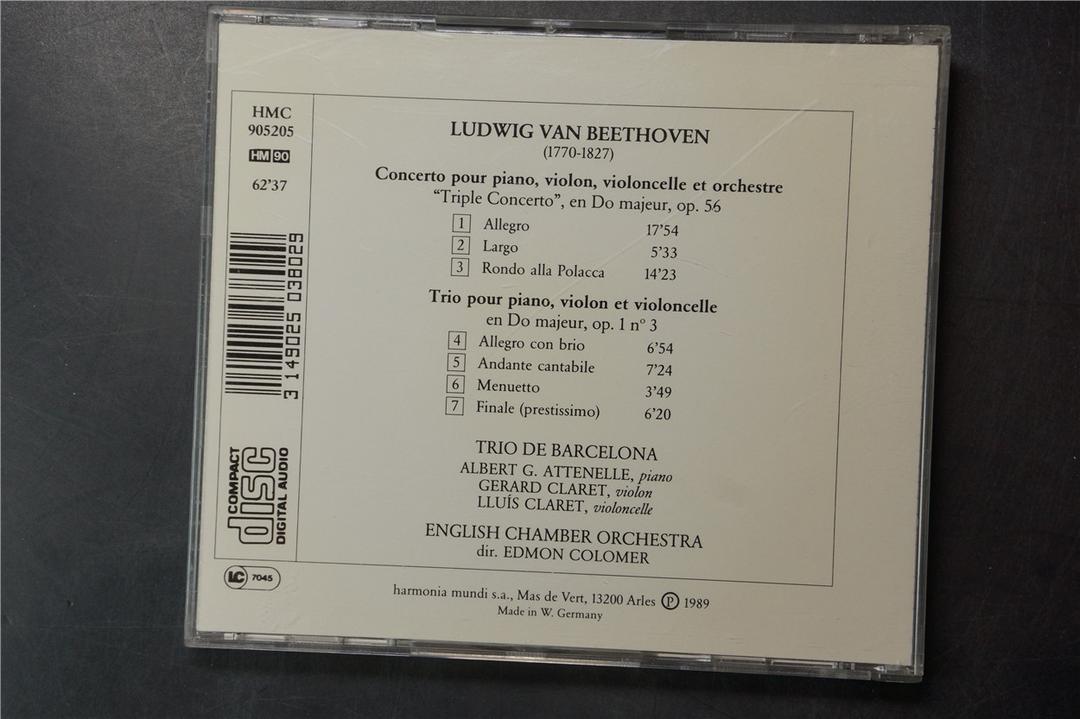 HMC
905205
HM 90
62'37
3 149025 038029
COMPACT
disc
DIGITAL AUDIO
LUDWIG VAN BEETHOVEN
(1770-1827)
Concerto pour piano, violon, violoncelle et orchestre
“Triple Concerto”, en Do majeur, op. 56
1 Allegro 17'54
2 Largo 5'33
3 Rondo alla Polacca 14'23
Trio pour piano, violon et violoncelle
en Do majeur, op. 1 n° 3
4 Allegro con brio 6'54
5 Andante cantabile 7'24
6 Menuetto 3'49
7 Finale (prestissimo) 6'20
TRIO DE BARCELONA
ALBERT G. ATTENELLE, piano
GERARD CLARET, violon
LLUÍS CLARET, violoncelle
ENGLISH CHAMBER ORCHESTRA
dir. EDMON COLOMER
LC 7045
harmonia mundi s.a., Mas de Vert, 13200 Arles ℗ 1989
Made in W. Germany